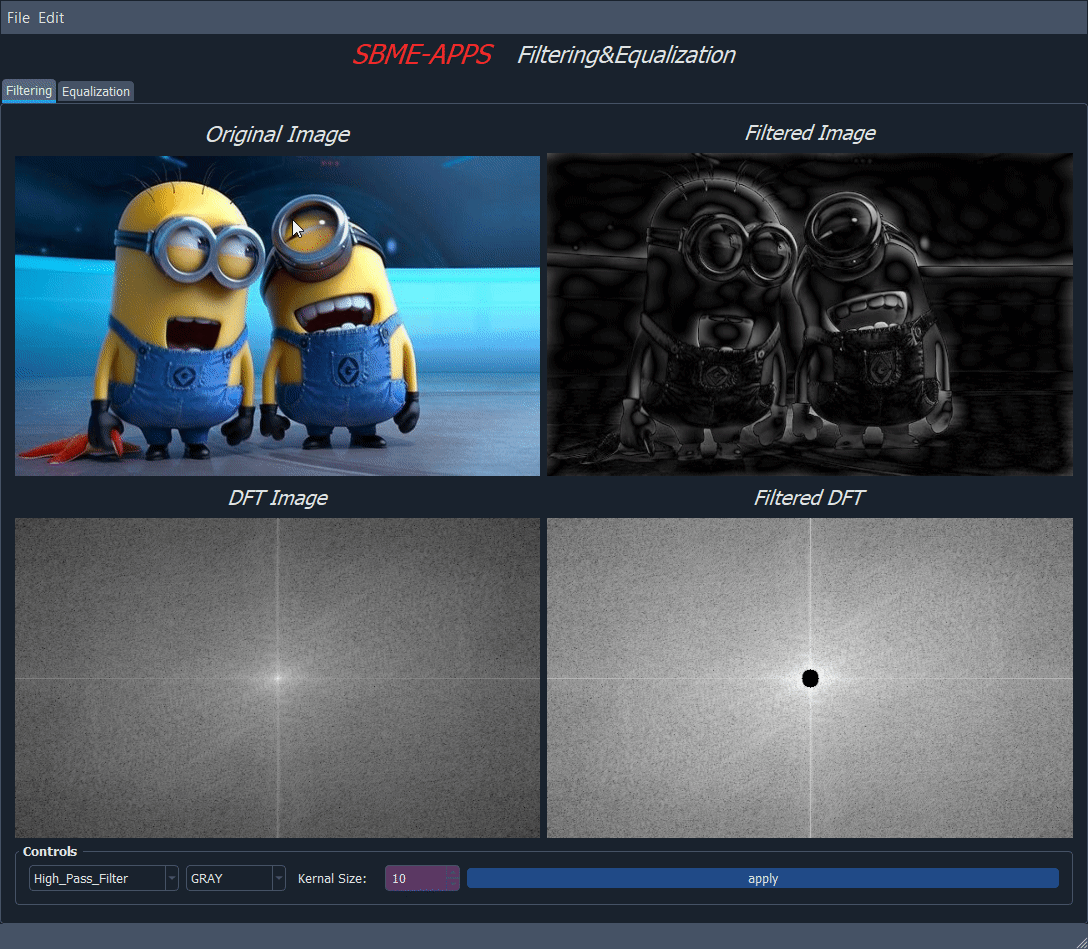 File Edit
SBME-APPS Filtering&Equalization
Filtering Equalization
Original Image Filtered Image
DFT Image Filtered DFT
Controls
High_Pass_Filter GRAY Kernal Size: 10 apply